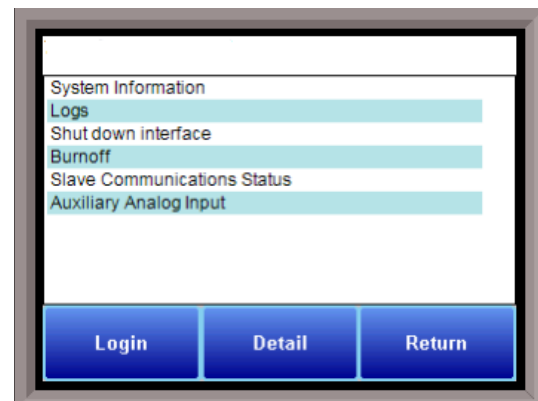 System Information
Logs
Shut down interface
Burnoff
Slave Communications Status
Auxiliary Analog Input
Login Detail Return